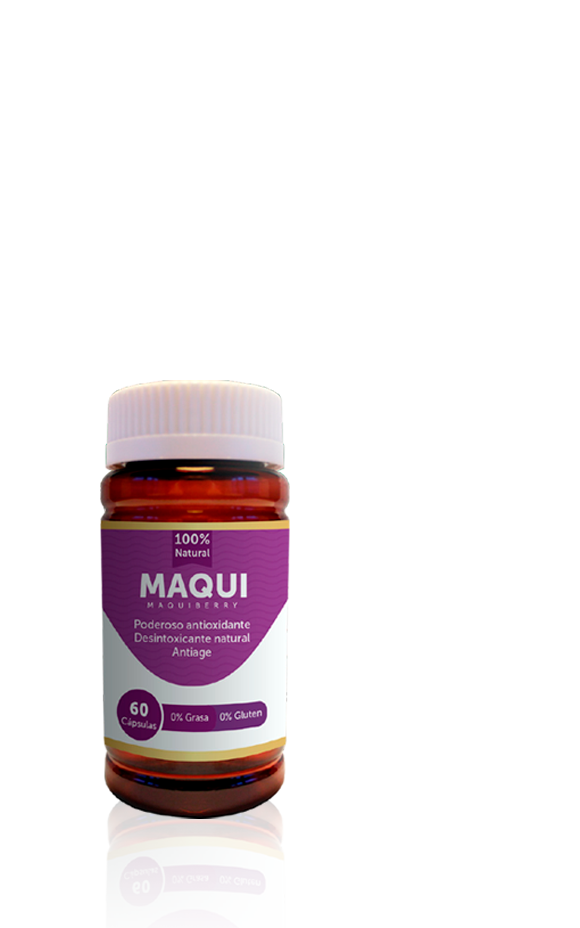 100%
Natural
MAQUI
MAQUIBERRY
Poderoso antioxidante
Desintoxicante natural
Antiage
60
Cápsulas
0% Grasa
0% Gluten